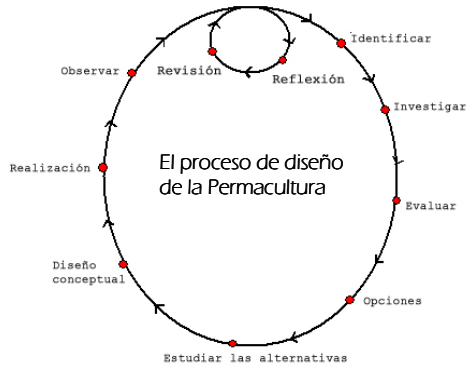 Identificar
Observar
Revisión
Reflexión
Investigar
El proceso de diseño
de la Permacultura
Realización
Evaluar
Diseño
conceptual
Opciones
Estudiar las alternativas